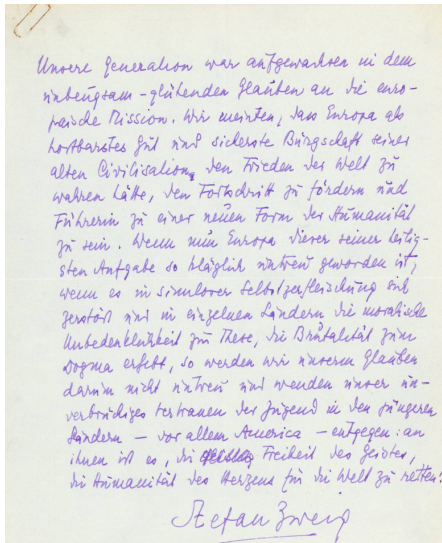 Unsere Generation war aufgewachsen in dem
unbeugsam-glühenden Glauben an die euro-
päische Mission. Wir meinten, dass Europa als
kostbarstes Gut und sicherste Bürgschaft seiner
alten Civilisation, den Frieden der Welt zu
wahren hätte, den Fortschritt zu fördern und
Führerin zu einer neuen Form der Humanität
zu sein. Wenn nun Europa dieser seiner heilig-
sten Aufgabe so kläglich untreu geworden ist,
wenn es in sinnloser Selbstzerfleischung sich
zerstört und in einzelnen Ländern die moralische
Unbedenklichkeit zur These, die Brutalität zum
Dogma erhebt, so werden wir unserem Glauben
darum nicht untreu und wenden unser un-
verbrüchliches Vertrauen der Jugend in den jüngeren
Ländern – vor allem America – entgegen: an
ihnen ist es, die Freiheit des Geistes,
die Humanität des Herzens für die Welt zu retten!
Stefan Zweig